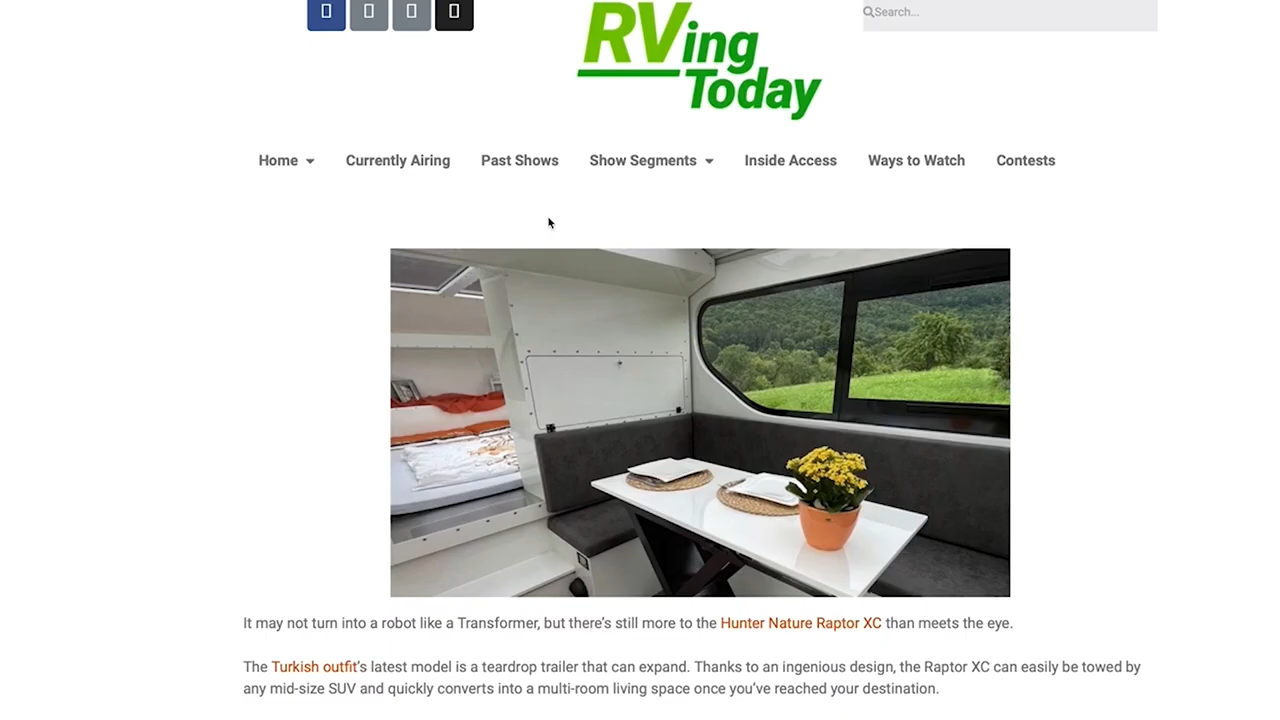 RVing
Today
Search...
Home
Currently Airing
Past Shows
Show Segments
Inside Access
Ways to Watch
Contests
It may not turn into a robot like a Transformer, but there's still more to the Hunter Nature Raptor XC than meets the eye.
The Turkish outfit's latest model is a teardrop trailer that can expand. Thanks to an ingenious design, the Raptor XC can easily be towed by
any mid-size SUV and quickly converts into a multi-room living space once you've reached your destination.